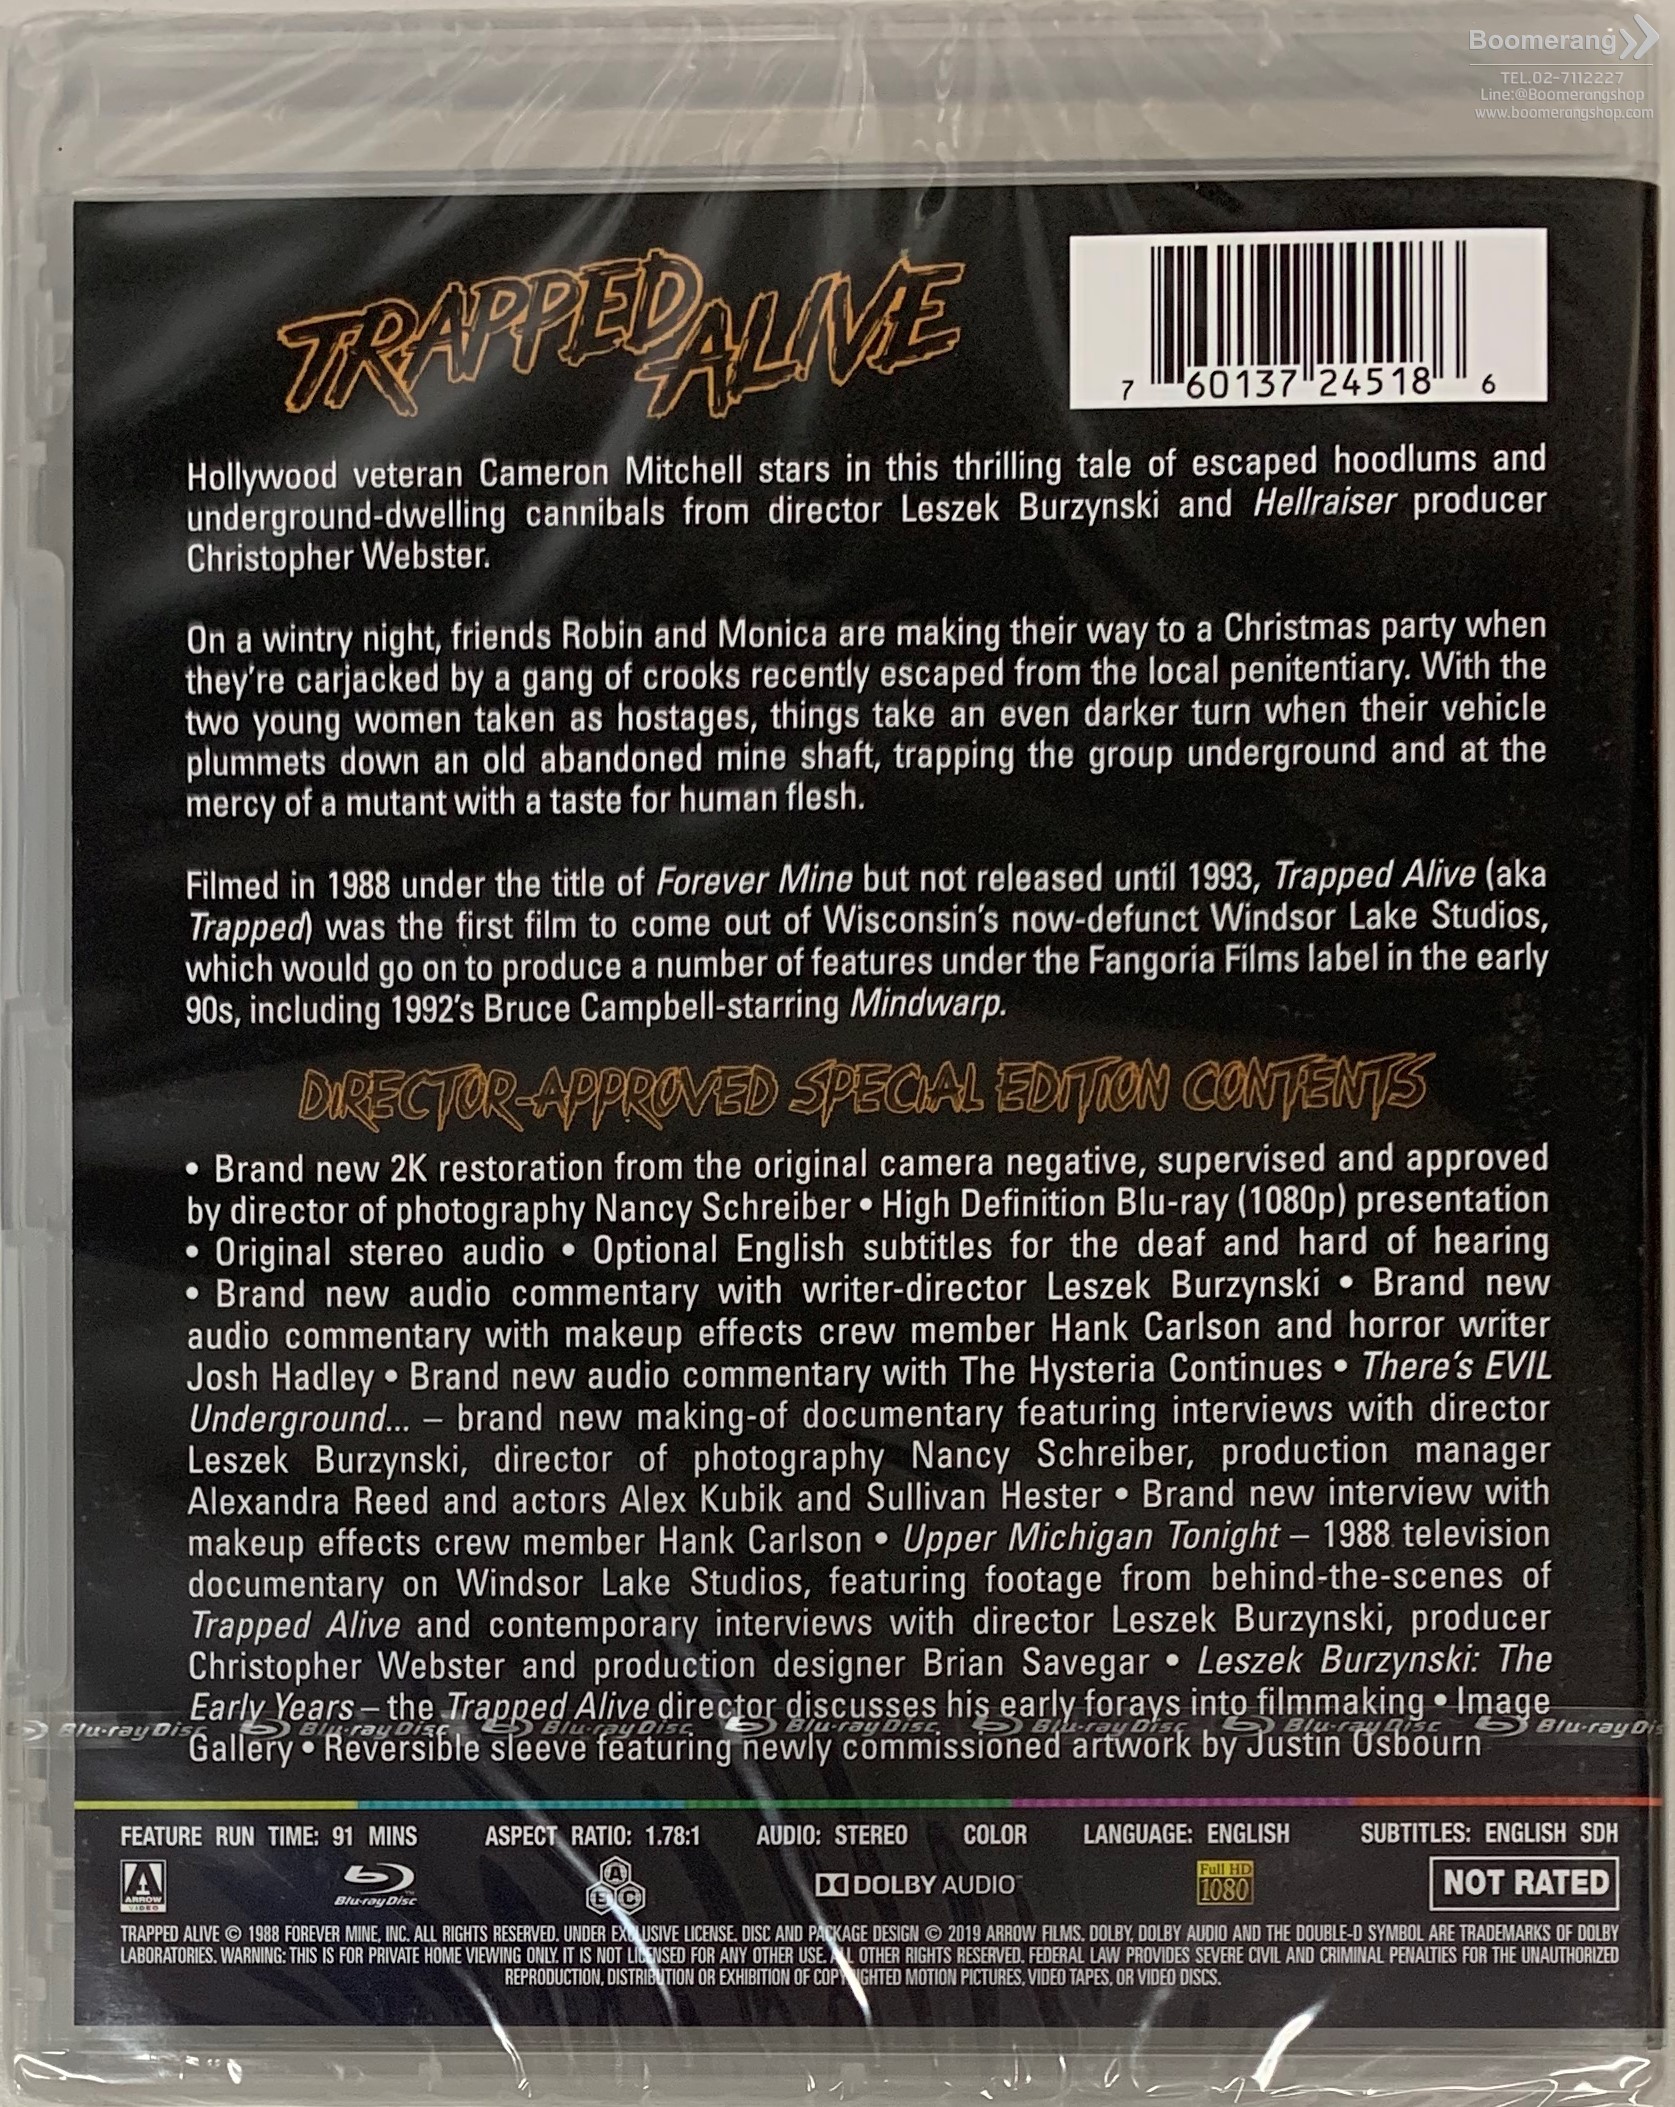 Boomerang
TEL.02-7112227
Line:@Boomerangshop
www.boomerangshop.com
TRAPPED ALIVE
7 60137 24518 6
Hollywood veteran Cameron Mitchell stars in this thrilling tale of escaped hoodlums and
underground-dwelling cannibals from director Leszek Burzynski and Hellraiser producer
Christopher Webster.
On a wintry night, friends Robin and Monica are making their way to a Christmas party when
they're carjacked by a gang of crooks recently escaped from the local penitentiary. With the
two young women taken as hostages, things take an even darker turn when their vehicle
plummets down an old abandoned mine shaft, trapping the group underground and at the
mercy of a mutant with a taste for human flesh.
Filmed in 1988 under the title of Forever Mine but not released until 1993, Trapped Alive (aka
Trapped) was the first film to come out of Wisconsin's now-defunct Windsor Lake Studios,
which would go on to produce a number of features under the Fangoria Films label in the early
90s, including 1992's Bruce Campbell-starring Mindwarp.
DIRECTOR-APPROVED SPECIAL EDITION CONTENTS
• Brand new 2K restoration from the original camera negative, supervised and approved
by director of photography Nancy Schreiber • High Definition Blu-ray (1080p) presentation
• Original stereo audio • Optional English subtitles for the deaf and hard of hearing
• Brand new audio commentary with writer-director Leszek Burzynski • Brand new
audio commentary with makeup effects crew member Hank Carlson and horror writer
Josh Hadley • Brand new audio commentary with The Hysteria Continues • There's EVIL
Underground... – brand new making-of documentary featuring interviews with director
Leszek Burzynski, director of photography Nancy Schreiber, production manager
Alexandra Reed and actors Alex Kubik and Sullivan Hester • Brand new interview with
makeup effects crew member Hank Carlson • Upper Michigan Tonight – 1988 television
documentary on Windsor Lake Studios, featuring footage from behind-the-scenes of
Trapped Alive and contemporary interviews with director Leszek Burzynski, producer
Christopher Webster and production designer Brian Savegar • Leszek Burzynski: The
Early Years – the Trapped Alive director discusses his early forays into filmmaking • Image
Blu-ray Disc Blu-ray Disc Blu-ray Disc Blu-ray Disc Blu-ray Disc Blu-ray Disc Blu-ray Di
Gallery • Reversible sleeve featuring newly commissioned artwork by Justin Osbourn
FEATURE RUN TIME: 91 MINS ASPECT RATIO: 1.78:1 AUDIO: STEREO COLOR LANGUAGE: ENGLISH SUBTITLES: ENGLISH SDH
ARROW VIDEO Blu-ray Disc A B C DOLBY AUDIO Full HD 1080 NOT RATED
TRAPPED ALIVE © 1988 FOREVER MINE, INC. ALL RIGHTS RESERVED. UNDER EXCLUSIVE LICENSE. DISC AND PACKAGE DESIGN © 2019 ARROW FILMS. DOLBY, DOLBY AUDIO AND THE DOUBLE-D SYMBOL ARE TRADEMARKS OF DOLBY
LABORATORIES. WARNING: THIS IS FOR PRIVATE HOME VIEWING ONLY. IT IS NOT LICENSED FOR ANY OTHER USE. ALL OTHER RIGHTS RESERVED. FEDERAL LAW PROVIDES SEVERE CIVIL AND CRIMINAL PENALTIES FOR THE UNAUTHORIZED
REPRODUCTION, DISTRIBUTION OR EXHIBITION OF COPYRIGHTED MOTION PICTURES, VIDEO TAPES, OR VIDEO DISCS.